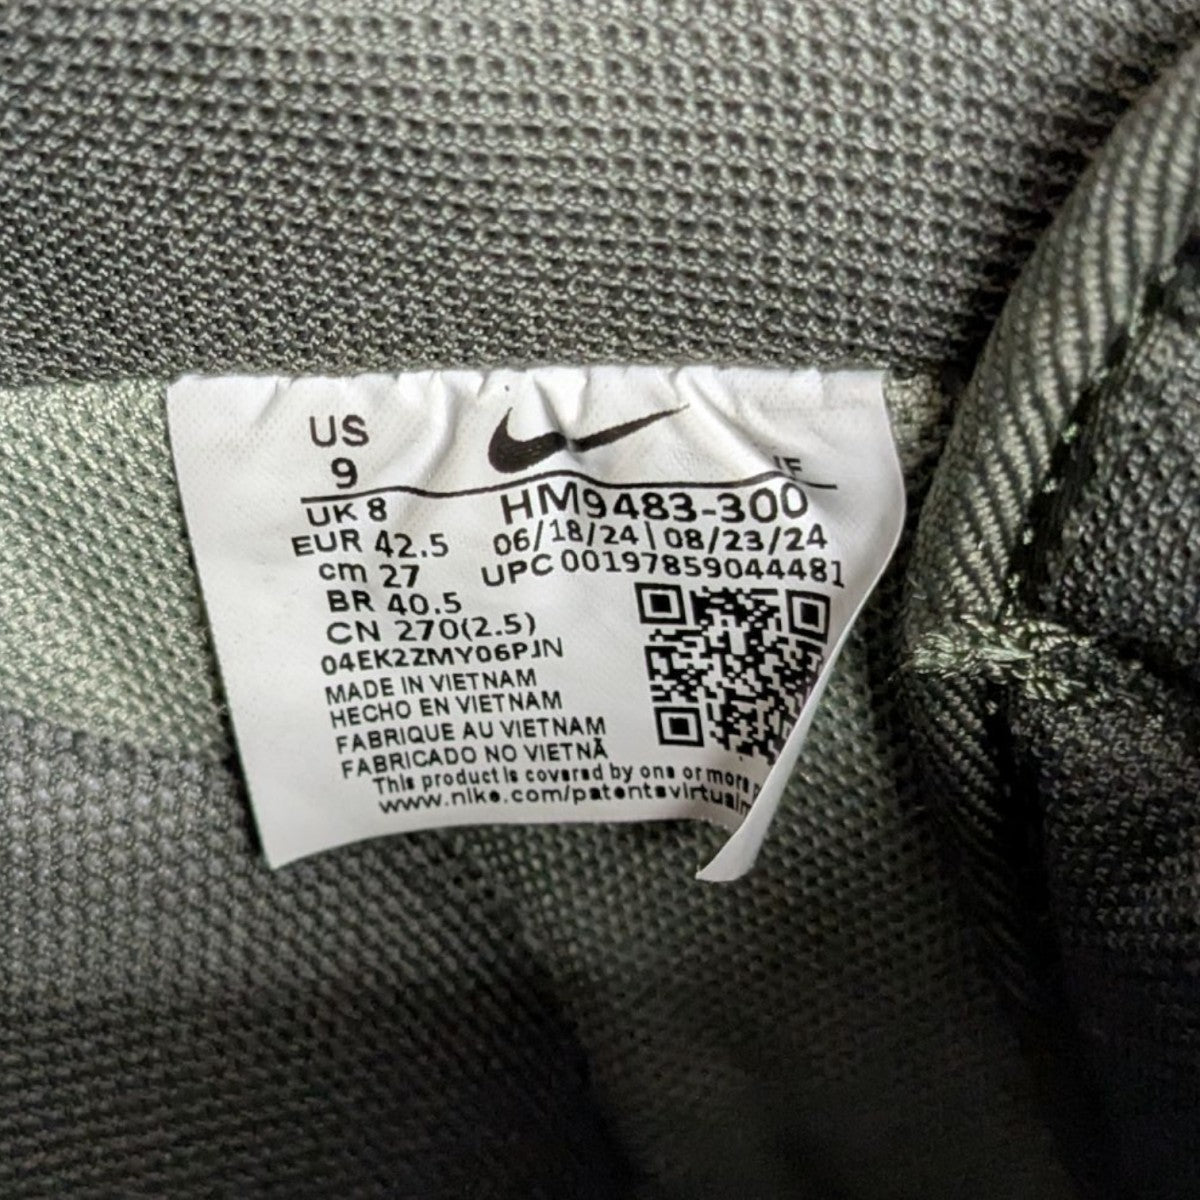 US
9
UK 8
EUR 42.5
cm 27
BR 40.5
CN 270(2.5)
HM9483-300
06/18/24|08/23/24
UPC 00197859044481
04EK2ZMY06PJN
MADE IN VIETNAM
HECHO EN VIETNAM
FABRIQUE AU VIETNAM
FABRICADO NO VIETNÃ
This product is covered by one or more
www.nike.com/patentsvirtual